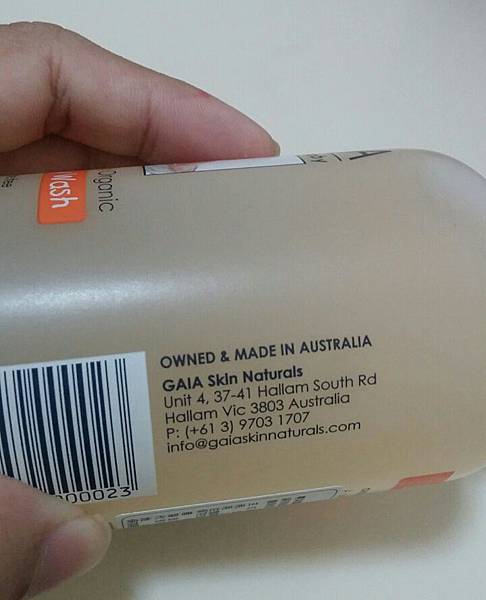 Organic
Wash
OWNED & MADE IN AUSTRALIA
GAIA Skin Naturals
Unit 4, 37-41 Hallam South Rd
Hallam Vic 3803 Australia
P: (+61 3) 9703 1707
info@gaiaskinnaturals.com
000023